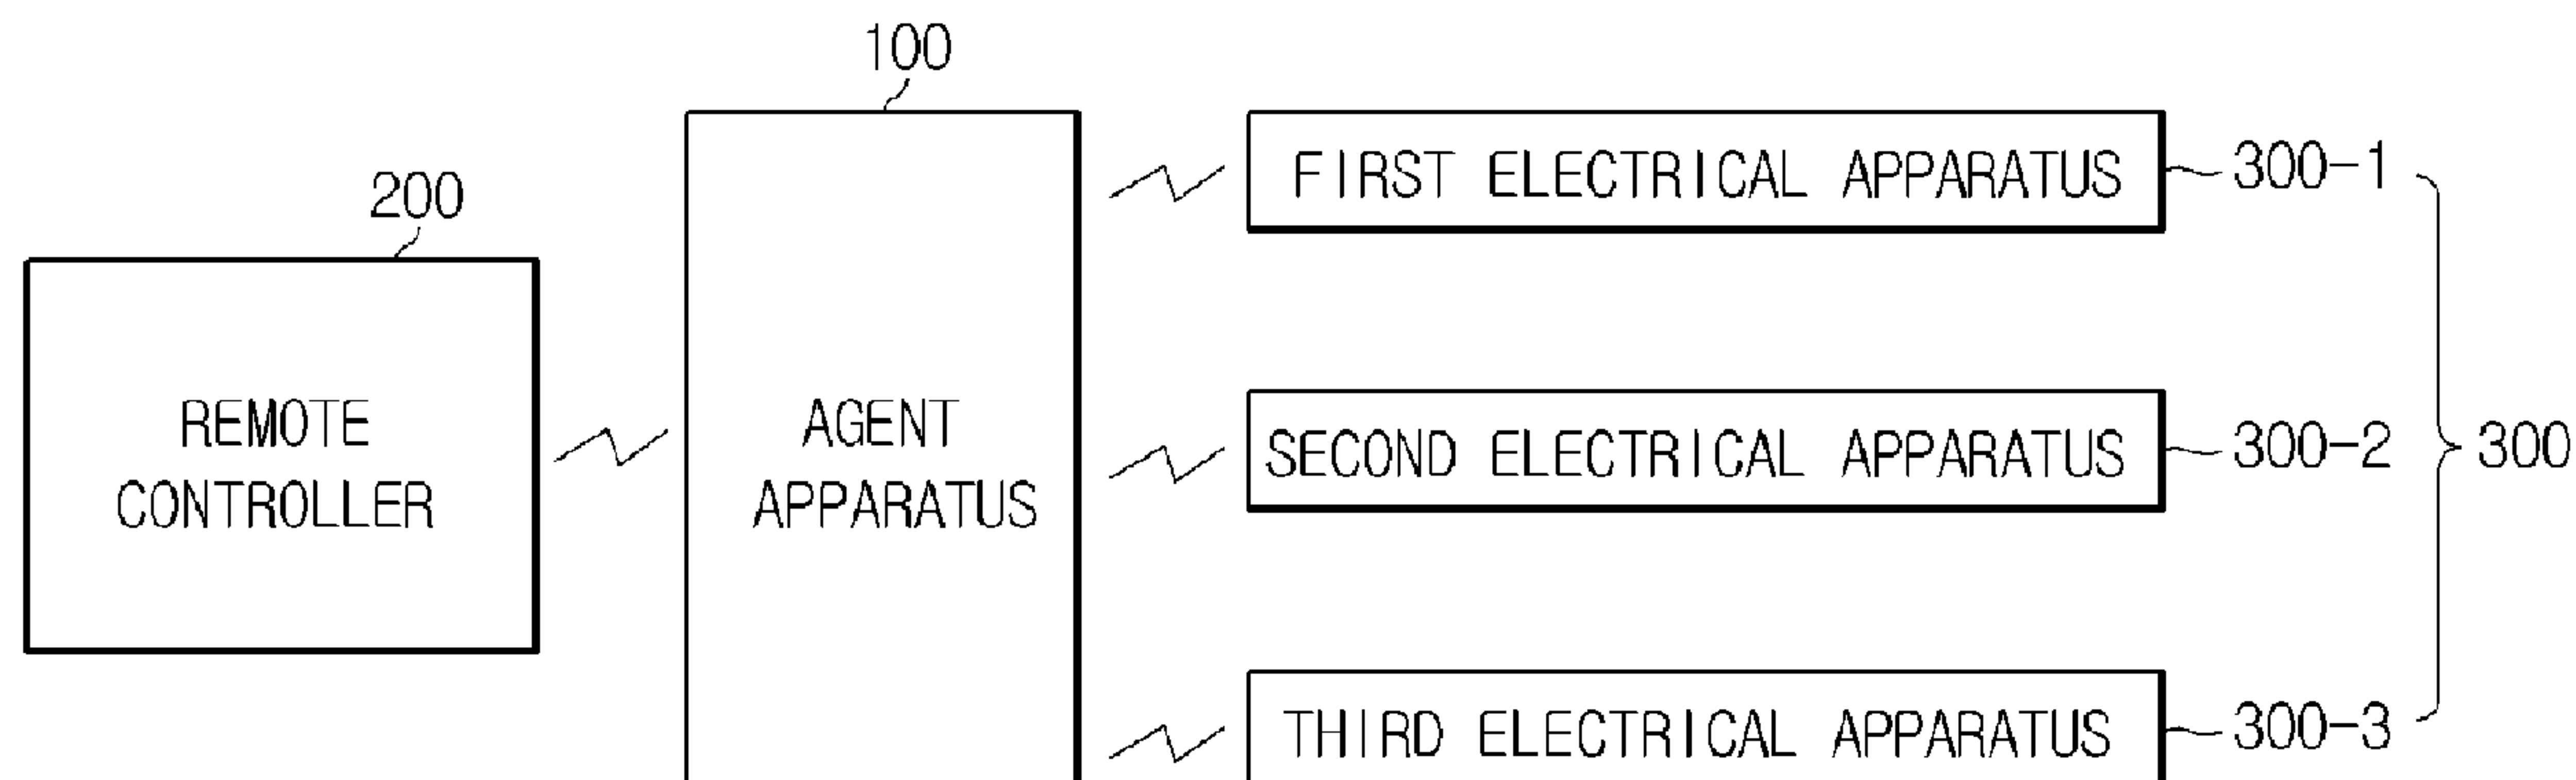 100
200
REMOTE
CONTROLLER
AGENT
APPARATUS
FIRST ELECTRICAL APPARATUS
300-1
SECOND ELECTRICAL APPARATUS
300-2
300
THIRD ELECTRICAL APPARATUS
300-3